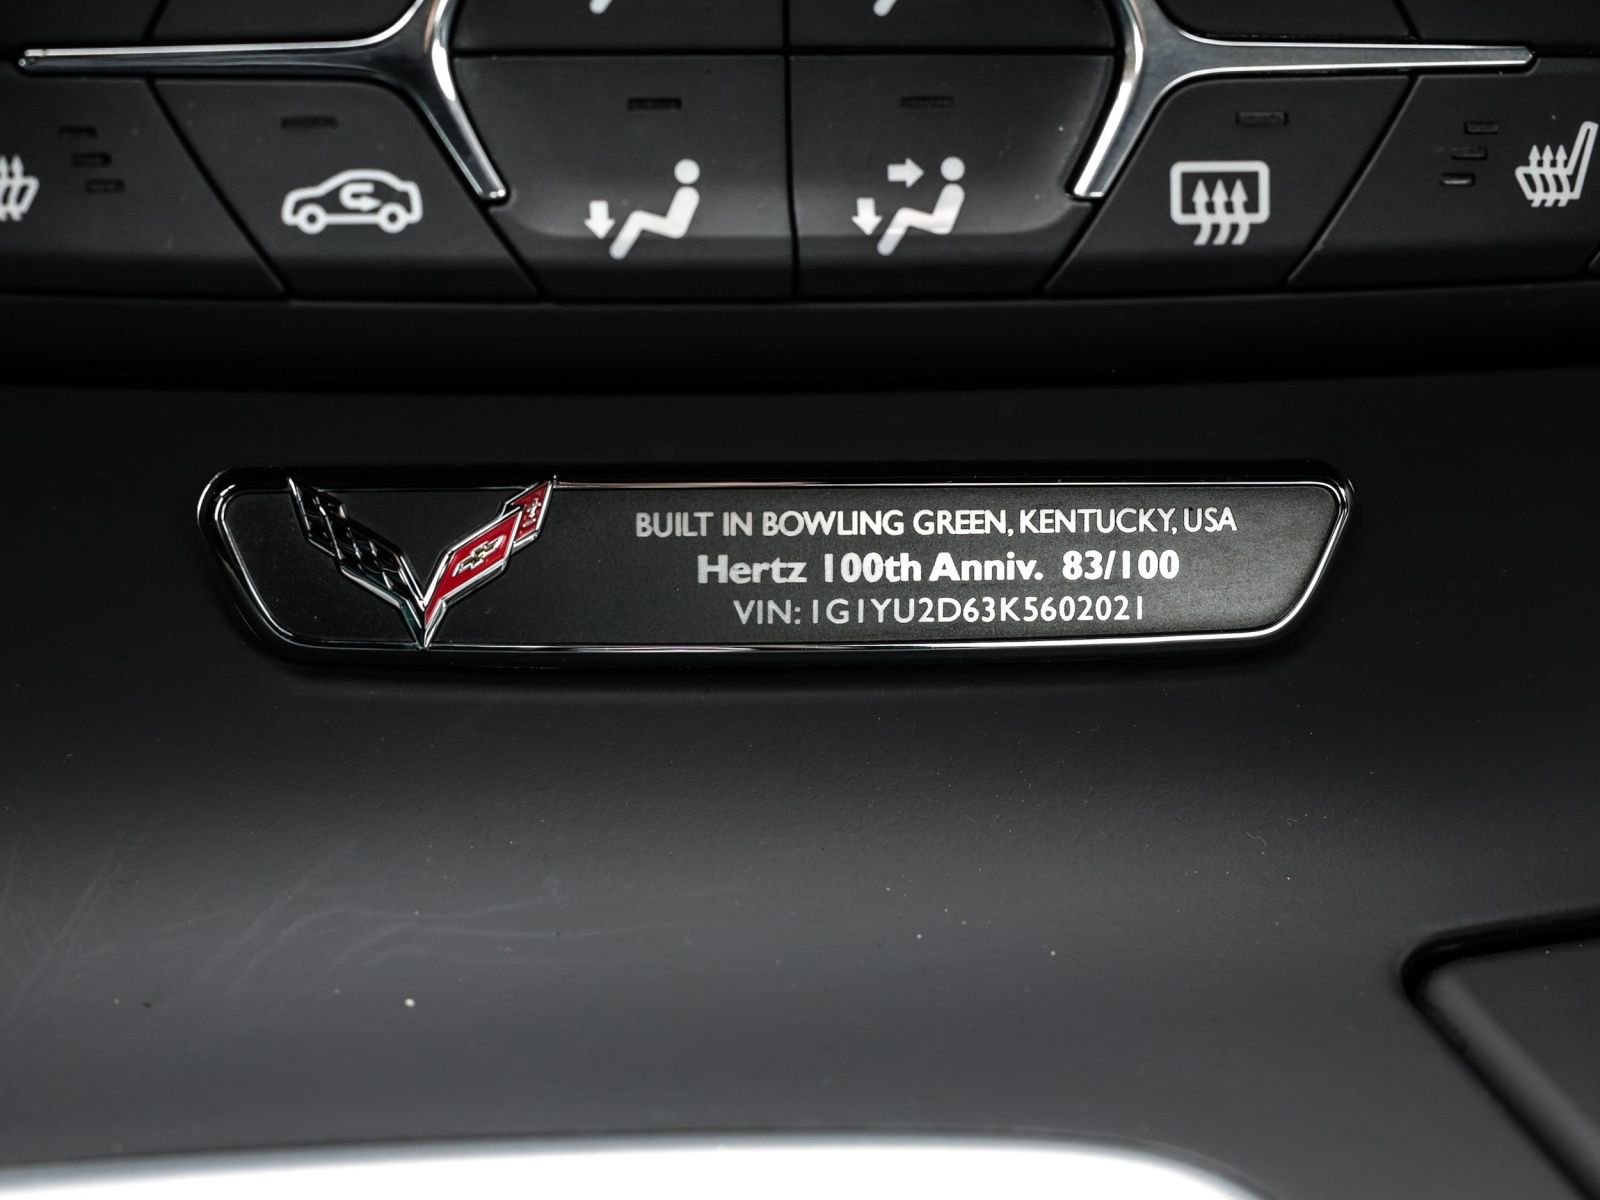 BUILT IN BOWLING GREEN, KENTUCKY, USA
Hertz 100th Anniv. 83/100
VIN: 1G1YU2D63K5602021